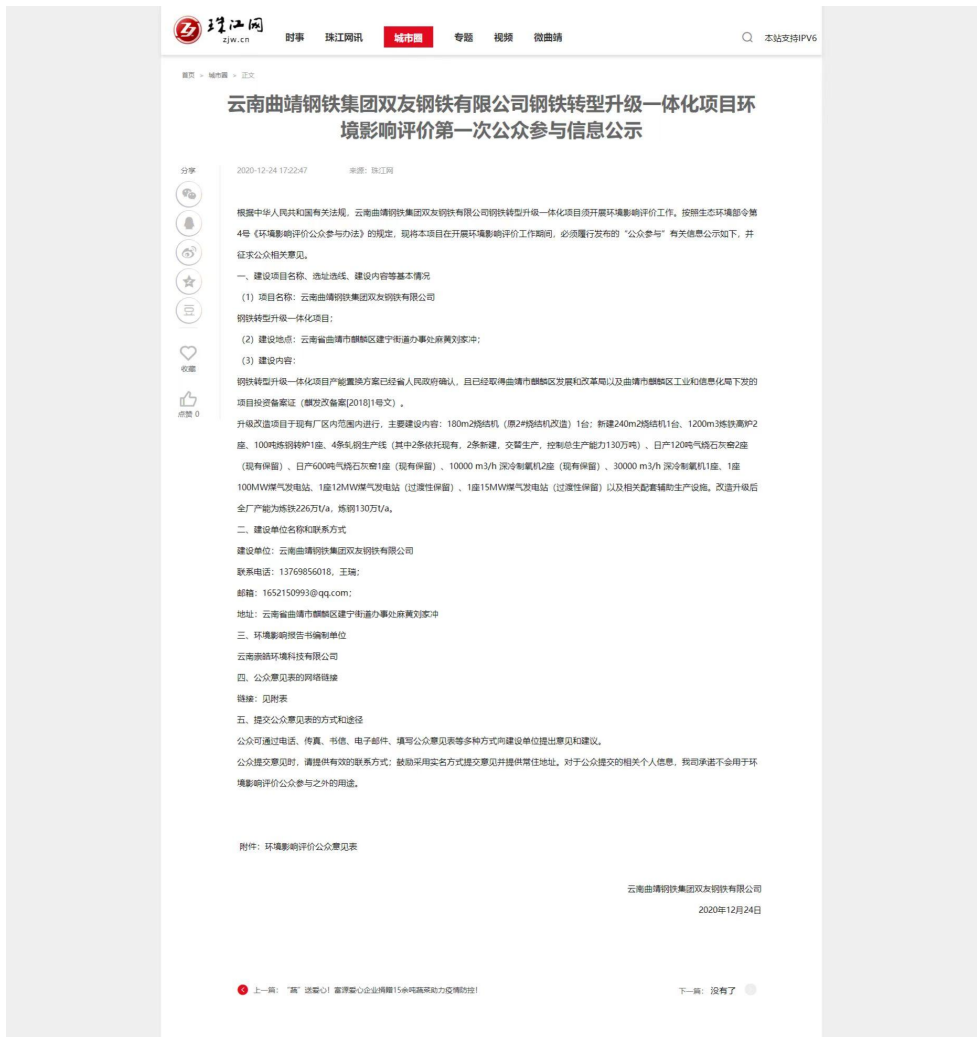 珠江网
zjw.cn
时事 珠江网讯 城市圈 专题 视频 微曲靖 本站支持IPV6
首页 > 城市圈 > 正文
云南曲靖钢铁集团双友钢铁有限公司钢铁转型升级一体化项目环
境影响评价第一次公众参与信息公示
分享
2020-12-24 17:22:47 来源：珠江网
根据中华人民共和国有关法规，云南曲靖钢铁集团双友钢铁有限公司钢铁转型升级一体化项目须开展环境影响评价工作。按照生态环境部令第
4号《环境影响评价公众参与办法》的规定，现将本项目在开展环境影响评价工作期间，必须履行发布的“公众参与”有关信息公示如下，并
征求公众相关意见。
一、建设项目名称、选址选线、建设内容等基本情况
（1）项目名称：云南曲靖钢铁集团双友钢铁有限公司
钢铁转型升级一体化项目；
（2）建设地点：云南省曲靖市麒麟区建宁街道办事处麻黄刘家冲；
（3）建设内容：
钢铁转型升级一体化项目产能置换方案已经省人民政府确认，且已经取得曲靖市麒麟区发展和改革局以及曲靖市麒麟区工业和信息化局下发的
项目投资备案证（麒发改备案[2018]1号文）。
升级改造项目于现有厂区内范围内进行，主要建设内容：180m2烧结机（原2#烧结机改造）1台；新建240m2烧结机1台、1200m3炼铁高炉2
座、100吨炼钢转炉1座、4条轧钢生产线（其中2条依托现有，2条新建，交替生产，控制总生产能力130万吨）、日产120吨气烧石灰窑2座
（现有保留）、日产600吨气烧石灰窑1座（现有保留）、10000 m3/h 深冷制氧机2座（现有保留）、30000 m3/h 深冷制氧机1座、1座
100MW煤气发电站、1座12MW煤气发电站（过渡性保留）、1座15MW煤气发电站（过渡性保留）以及相关配套辅助生产设施。改造升级后
全厂产能为炼铁226万t/a，炼钢130万t/a。
二、建设单位名称和联系方式
建设单位：云南曲靖钢铁集团双友钢铁有限公司
联系电话：13769856018，王瑞；
邮箱：1652150993@qq.com；
地址：云南省曲靖市麒麟区建宁街道办事处麻黄刘家冲
三、环境影响报告书编制单位
云南崇皓环境科技有限公司
四、公众意见表的网络链接
链接：见附表
五、提交公众意见表的方式和途径
公众可通过电话、传真、书信、电子邮件、填写公众意见表等多种方式向建设单位提出意见和建议。
公众提交意见时，请提供有效的联系方式；鼓励采用实名方式提交意见并提供常住地址。对于公众提交的相关个人信息，我司承诺不会用于环
境影响评价公众参与之外的用途。
豆
收藏
点赞 0
附件：环境影响评价公众意见表
云南曲靖钢铁集团双友钢铁有限公司
2020年12月24日
上一篇：“蔬”送爱心！富源爱心企业捐赠15余吨蔬菜助力疫情防控！ 下一篇：没有了